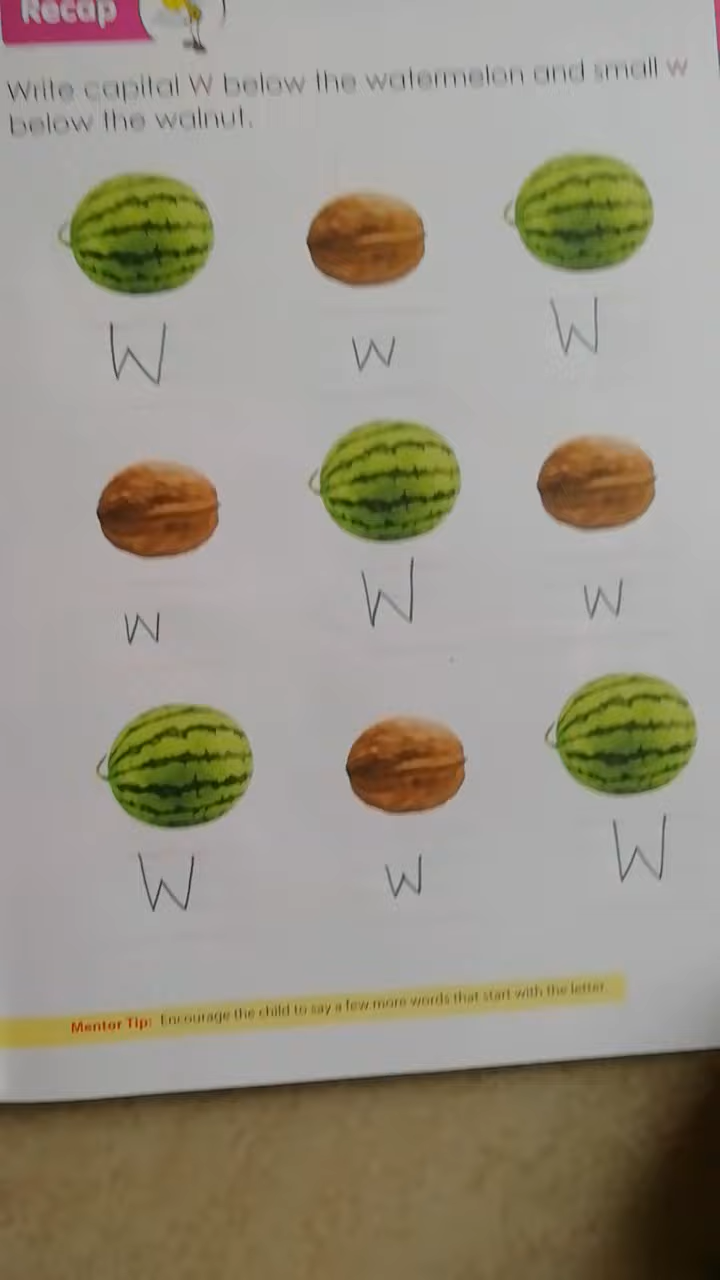 Recap
Write capital W below the watermelon and small w
below the walnut.
W w W
w W w
W w W
Mentor Tip: Encourage the child to say a few more words that start with the letter.